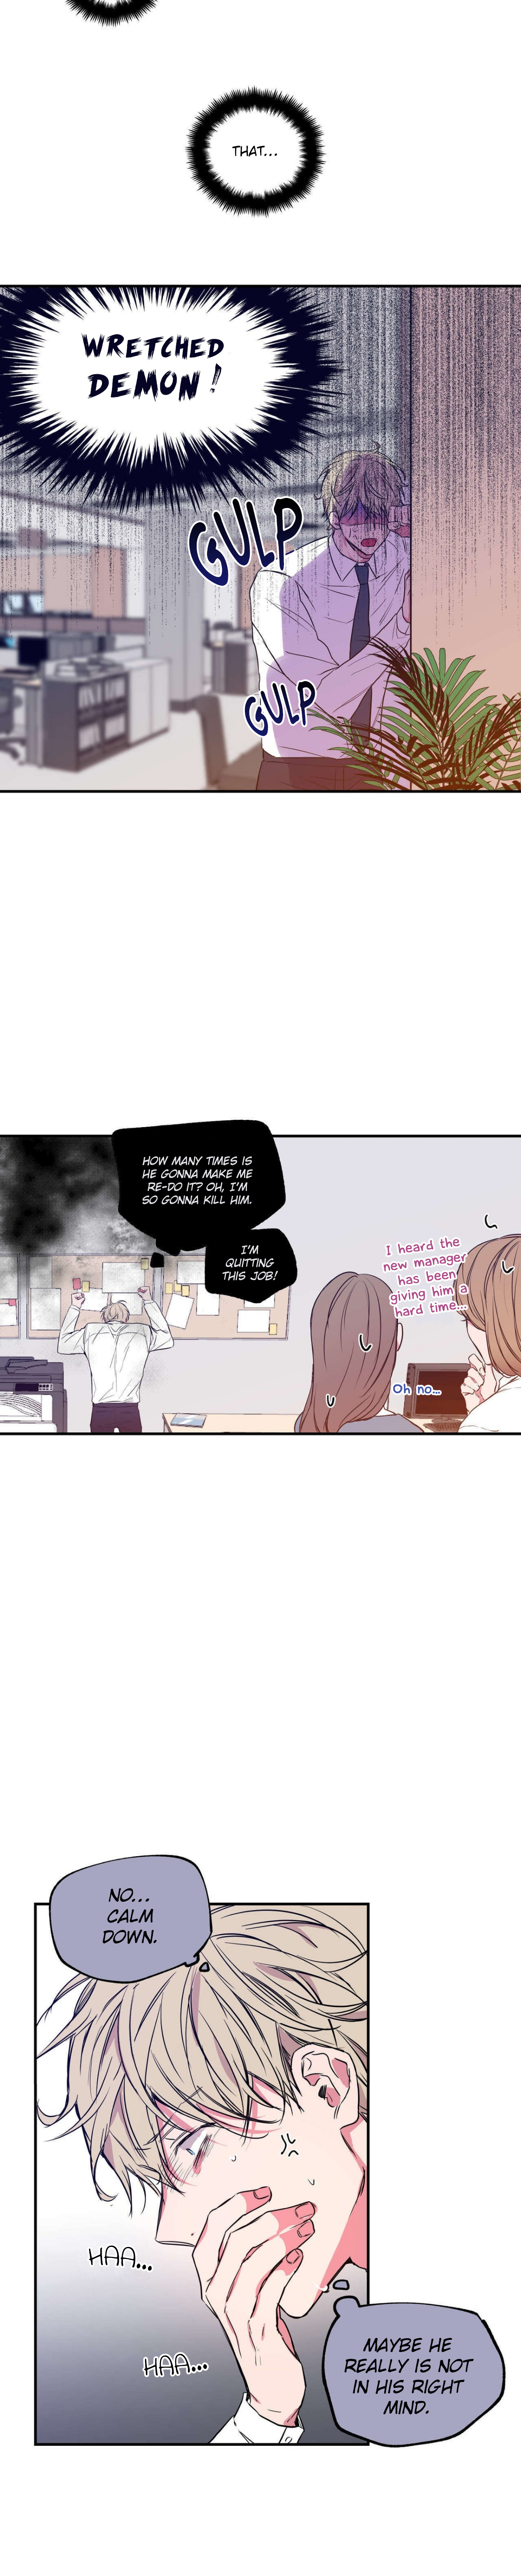 THAT...
WRETCHED
DEMON!
GULP
GULP
HOW MANY TIMES IS
HE GONNA MAKE ME
RE-DO IT? OH, I'M
SO GONNA KILL HIM.
I'M
QUITTING
THIS JOB!
I heard the
new manager
has been
giving him a
hard time...
Oh no...
NO...
CALM
DOWN.
HAA...
HAA...
MAYBE HE
REALLY IS NOT
IN HIS RIGHT
MIND.